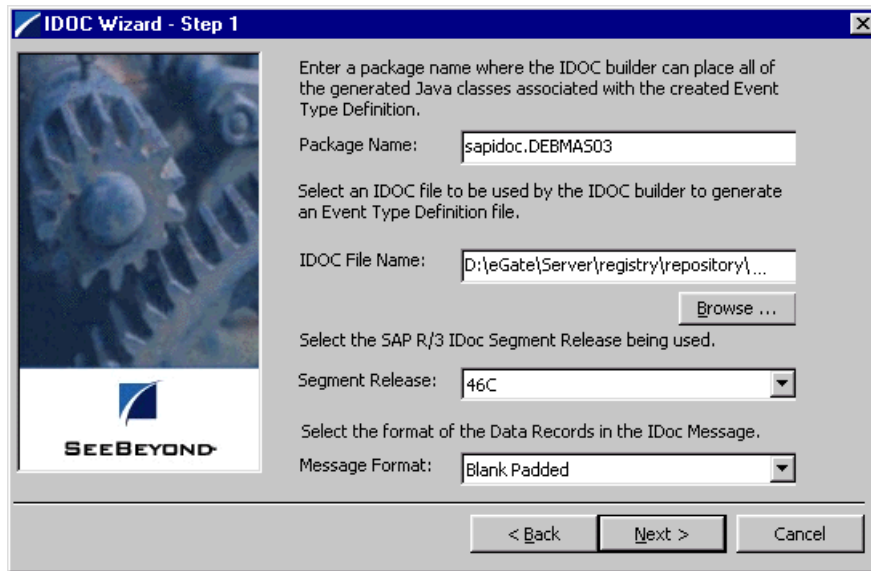 IDOC Wizard - Step 1
Enter a package name where the IDOC builder can place all of
the generated Java classes associated with the created Event
Type Definition.
Package Name:
sapidoc.DEBMAS03
Select an IDOC file to be used by the IDOC builder to generate
an Event Type Definition file.
IDOC File Name:
D:\eGate\Server\registry\repository\...
Browse ...
Select the SAP R/3 IDoc Segment Release being used.
Segment Release:
46C
SEEBEYOND
Select the format of the Data Records in the IDoc Message.
Message Format:
Blank Padded
< Back
Next >
Cancel